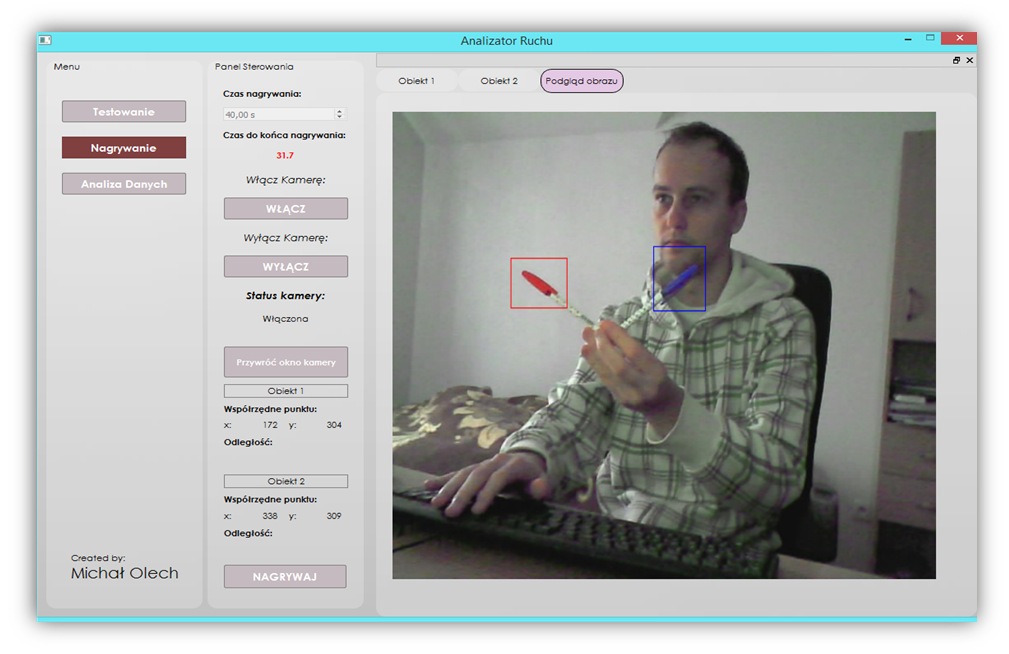 Analizator Ruchu
Menu
Testowanie
Nagrywanie
Analiza Danych
Created by:
Michał Olech
Panel Sterowania
Czas nagrywania:
40,00 s
Czas do końca nagrywania:
31.7
Włącz Kamerę:
WŁĄCZ
Wyłącz Kamerę:
WYŁĄCZ
Status kamery:
Włączona
Przywróć okno kamery
Obiekt 1
Współrzędne punktu:
x: 172 y: 304
Odległość:
Obiekt 2
Współrzędne punktu:
x: 338 y: 309
Odległość:
NAGRYWAJ
Obiekt 1 Obiekt 2 Podgląd obrazu